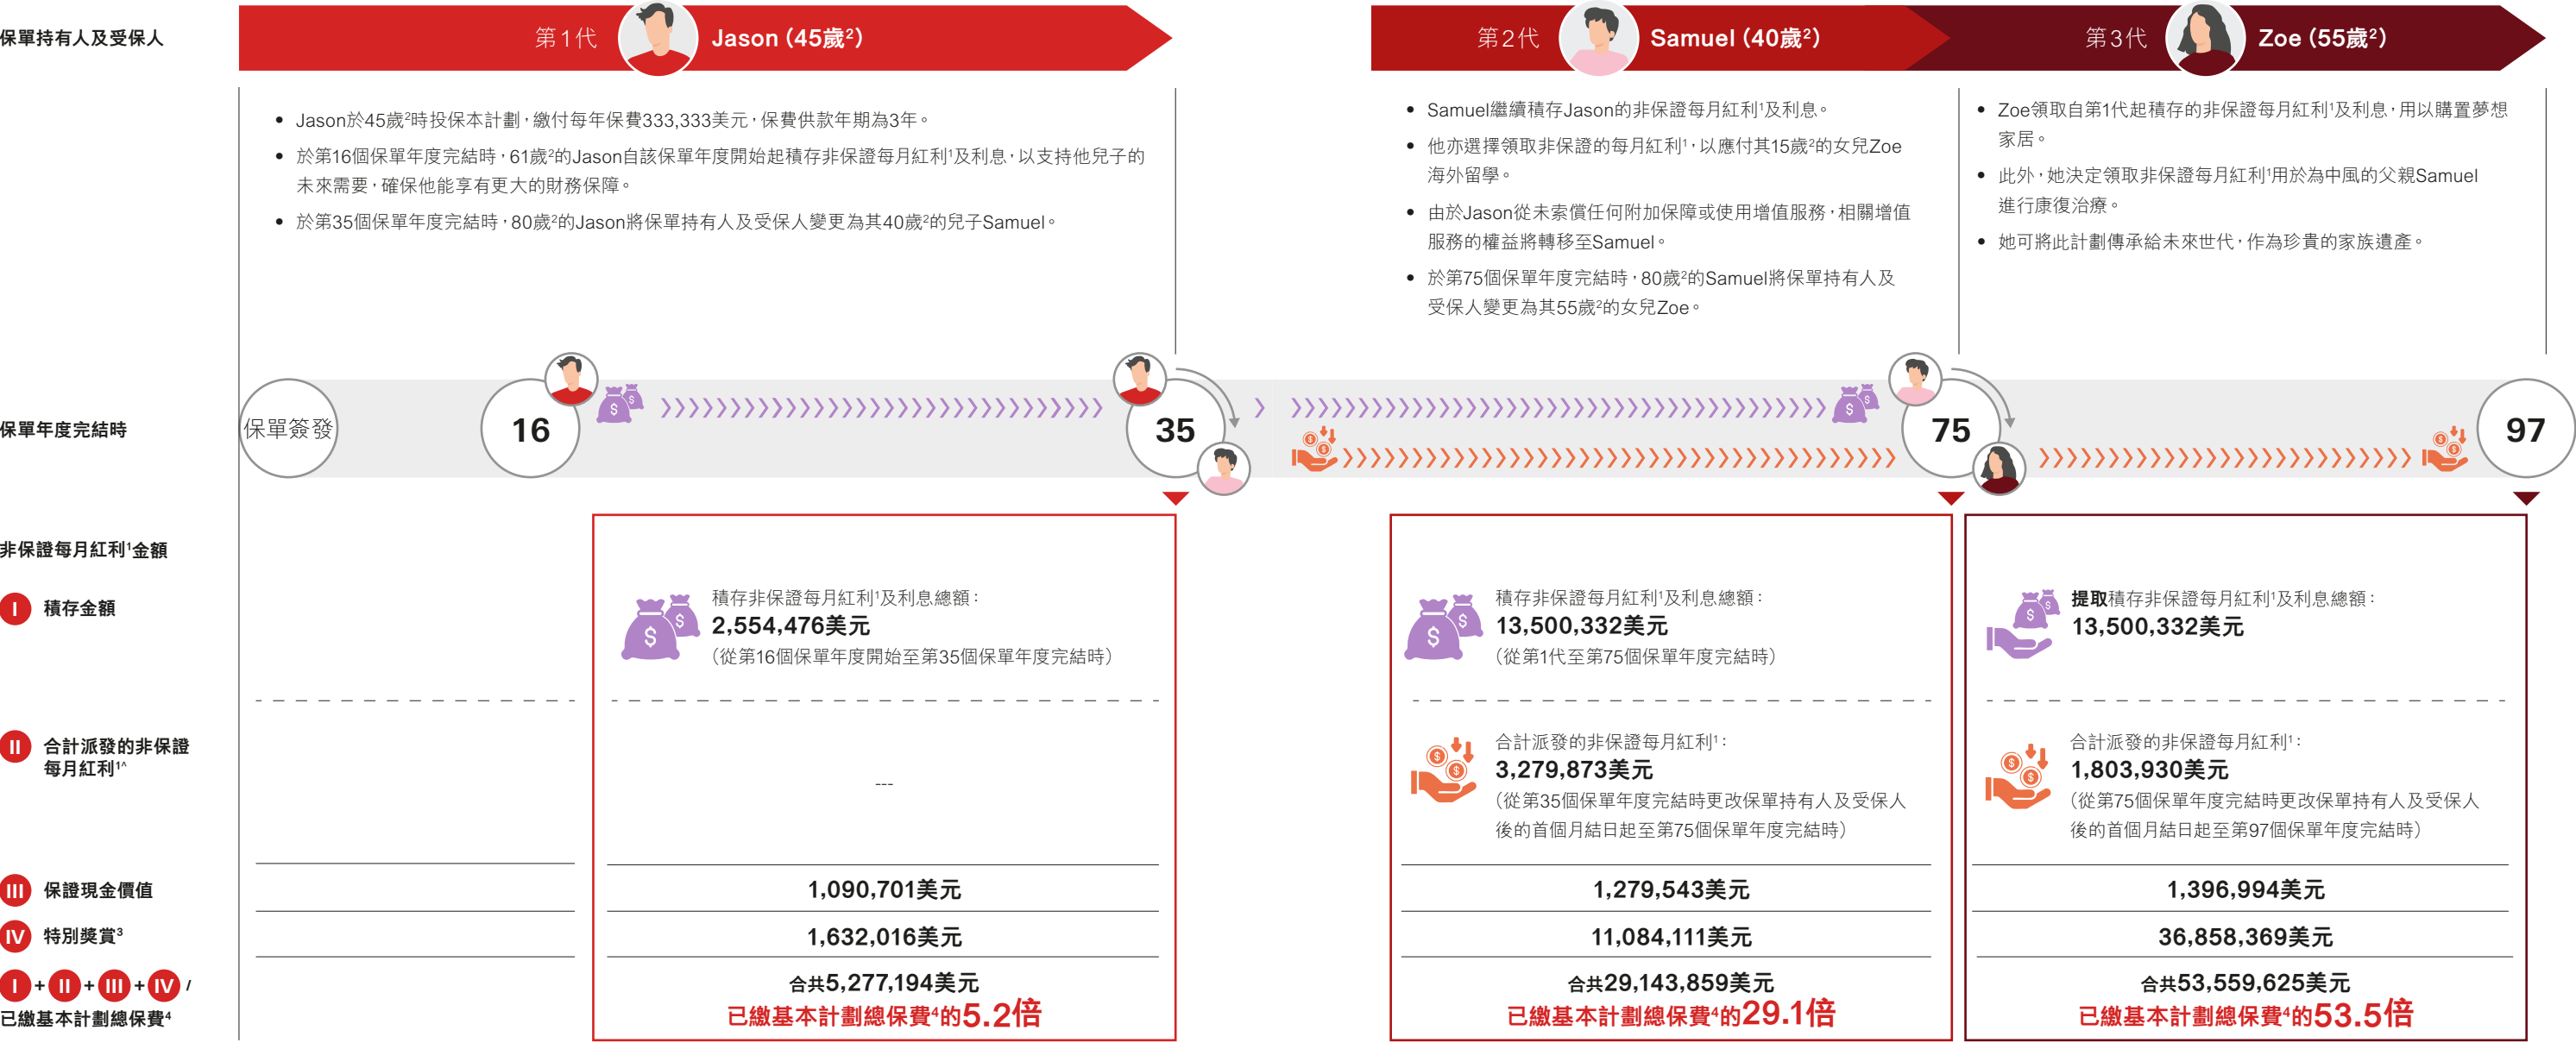 保單持有人及受保人
第1代
Jason (45歲²)
第2代
Samuel (40歲²)
第3代
Zoe (55歲²)
• Jason於45歲²時投保本計劃，繳付每年保費333,333美元，保費供款年期為3年。
• 於第16個保單年度完結時，61歲²的Jason自該保單年度開始起積存非保證每月紅利¹及利息，以支持他兒子的
未來需要，確保他能享有更大的財務保障。
• 於第35個保單年度完結時，80歲²的Jason將保單持有人及受保人變更為其40歲²的兒子Samuel。
• Samuel繼續積存Jason的非保證每月紅利¹及利息。
• 他亦選擇領取非保證的每月紅利¹，以應付其15歲²的女兒Zoe
海外留學。
• 由於Jason從未索償任何附加保障或使用增值服務，相關增值
服務的權益將轉移至Samuel。
• 於第75個保單年度完結時，80歲²的Samuel將保單持有人及
受保人變更為其55歲²的女兒Zoe。
• Zoe領取自第1代起積存的非保證每月紅利¹及利息，用以購置夢想
家居。
• 此外，她決定領取非保證每月紅利¹用於為中風的父親Samuel
進行康復治療。
• 她可將此計劃傳承給未來世代，作為珍貴的家族遺產。
保單年度完結時
保單簽發
16
35
75
97
非保證每月紅利¹金額
I 積存金額
積存非保證每月紅利¹及利息總額：
2,554,476美元
（從第16個保單年度開始至第35個保單年度完結時）
積存非保證每月紅利¹及利息總額：
13,500,332美元
（從第1代至第75個保單年度完結時）
提取積存非保證每月紅利¹及利息總額：
13,500,332美元
II 合計派發的非保證
每月紅利¹^
---
合計派發的非保證每月紅利¹：
3,279,873美元
（從第35個保單年度完結時更改保單持有人及受保人
後的首個月結日起至第75個保單年度完結時）
合計派發的非保證每月紅利¹：
1,803,930美元
（從第75個保單年度完結時更改保單持有人及受保人
後的首個月結日起至第97個保單年度完結時）
III 保證現金價值
1,090,701美元
1,279,543美元
1,396,994美元
IV 特別獎賞³
1,632,016美元
11,084,111美元
36,858,369美元
I + II + III + IV /
已繳基本計劃總保費⁴
合共5,277,194美元
已繳基本計劃總保費⁴的5.2倍
合共29,143,859美元
已繳基本計劃總保費⁴的29.1倍
合共53,559,625美元
已繳基本計劃總保費⁴的53.5倍